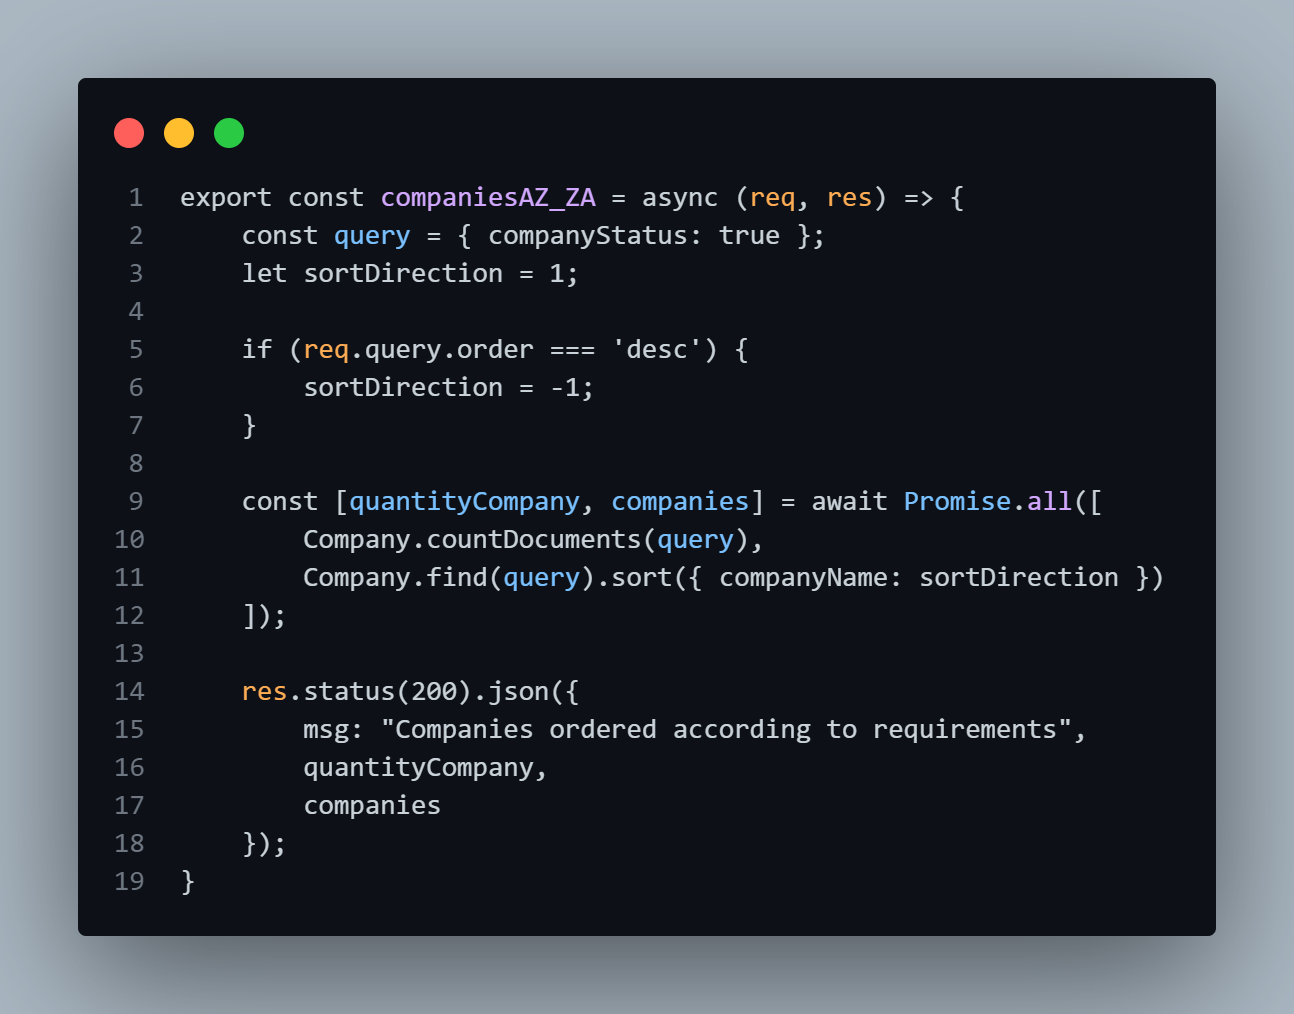 1 export const companiesAZ_ZA = async (req, res) => {
2     const query = { companyStatus: true };
3     let sortDirection = 1;
4
5     if (req.query.order === 'desc') {
6         sortDirection = -1;
7     }
8
9     const [quantityCompany, companies] = await Promise.all([
10         Company.countDocuments(query),
11         Company.find(query).sort({ companyName: sortDirection })
12     ]);
13
14     res.status(200).json({
15         msg: "Companies ordered according to requirements",
16         quantityCompany,
17         companies
18     });
19 }